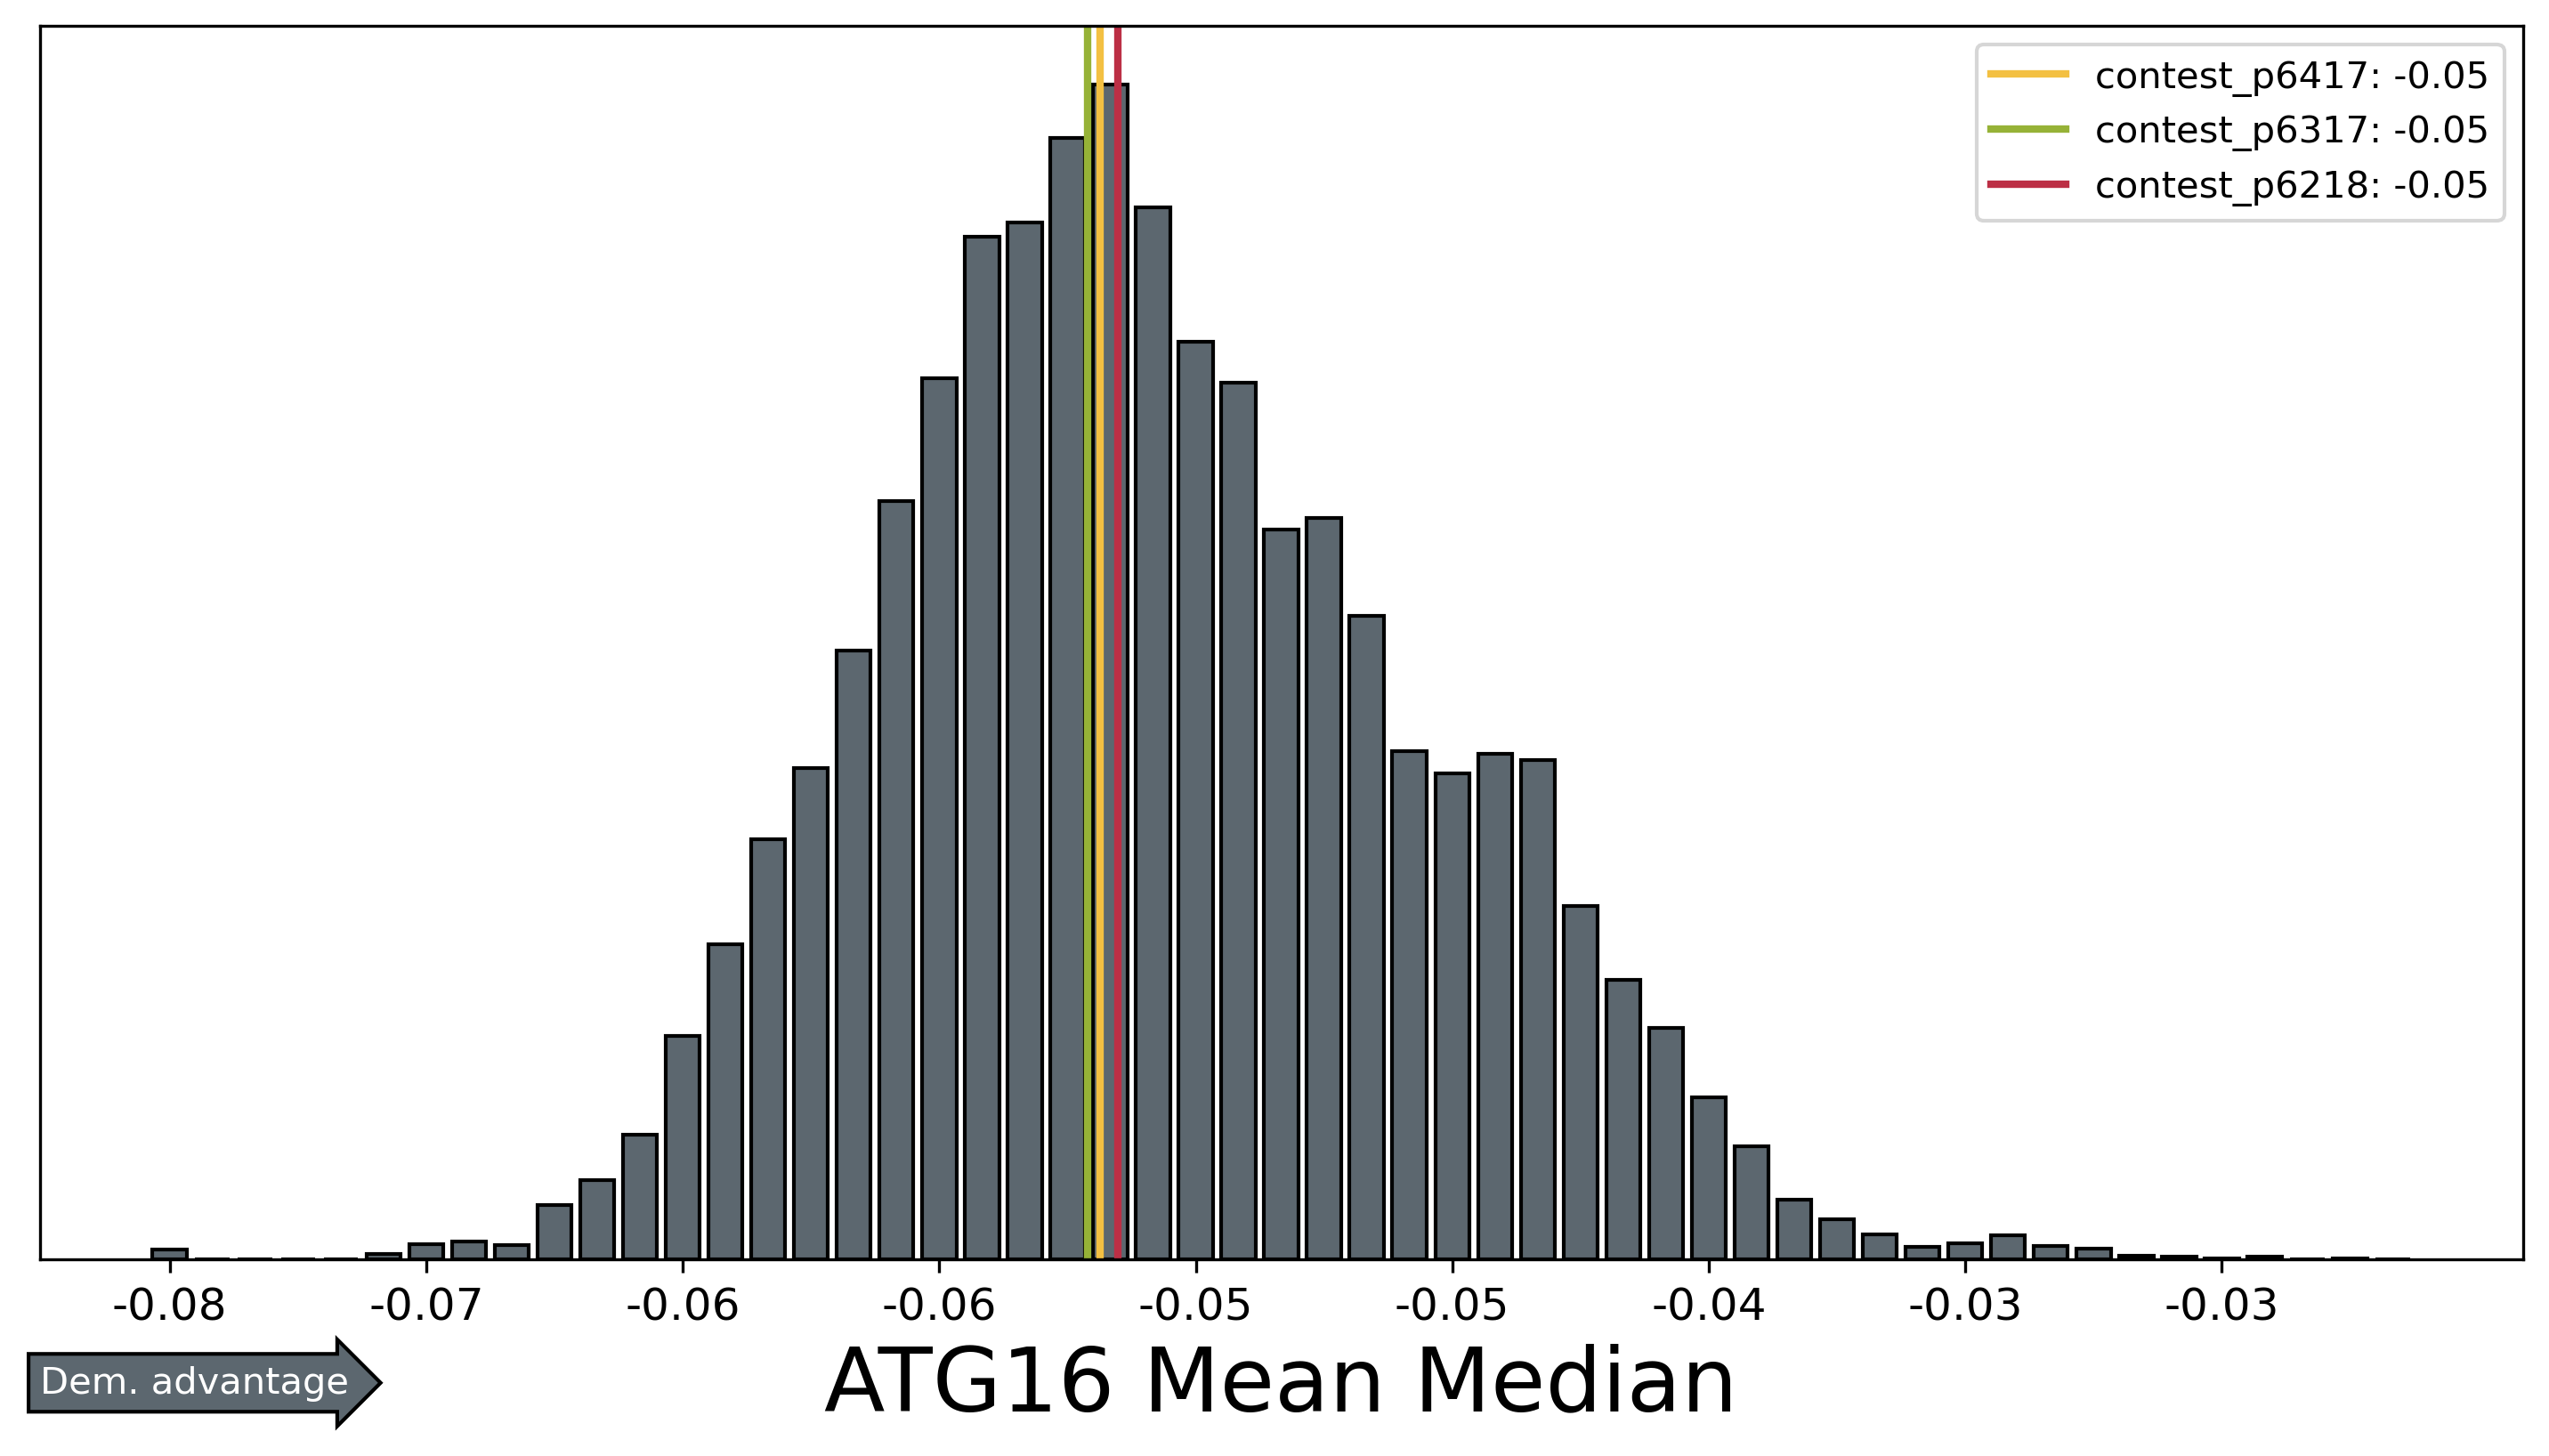 contest_p6417: -0.05
contest_p6317: -0.05
contest_p6218: -0.05
-0.08 -0.07 -0.06 -0.06 -0.05 -0.05 -0.04 -0.03 -0.03
Dem. advantage
ATG16 Mean Median